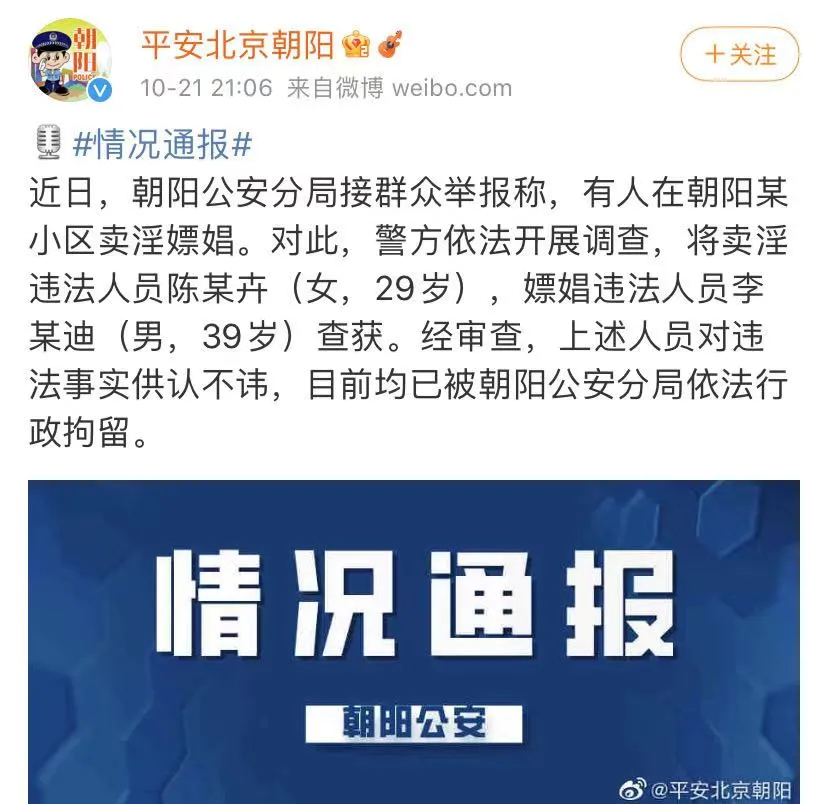 朝阳
POLICE
平安北京朝阳
10-21 21:06 来自微博 weibo.com
+关注
#情况通报#
近日，朝阳公安分局接群众举报称，有人在朝阳某
小区卖淫嫖娼。对此，警方依法开展调查，将卖淫
违法人员陈某卉（女，29岁），嫖娼违法人员李
某迪（男，39岁）查获。经审查，上述人员对违
法事实供认不讳，目前均已被朝阳公安分局依法行
政拘留。
情况通报
朝阳公安
@平安北京朝阳